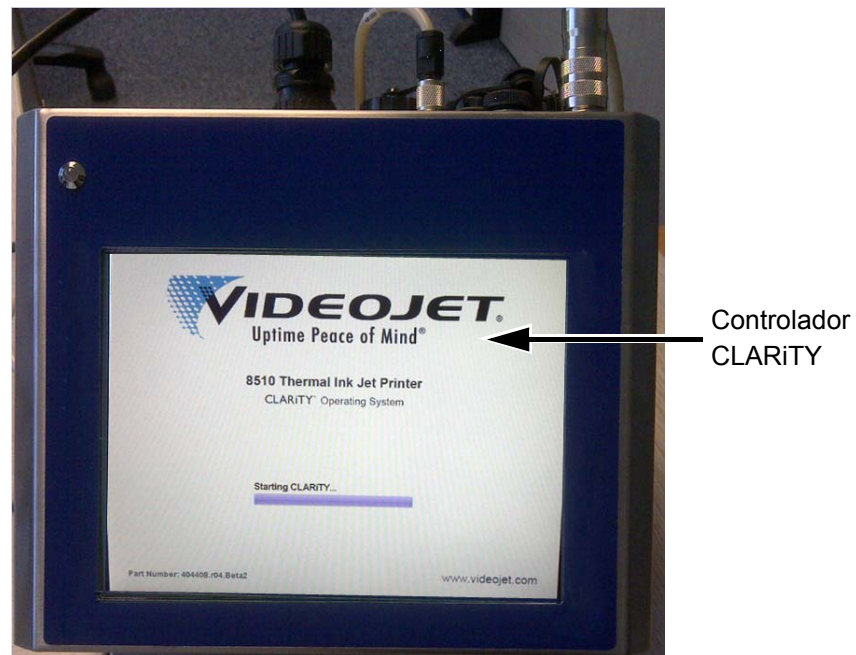 VIDEOJET®
Uptime Peace of Mind®
8510 Thermal Ink Jet Printer
CLARiTY™ Operating System
Starting CLARiTY...
Part Number: 404408.r04.Beta2
www.videojet.com
Controlador
CLARiTY